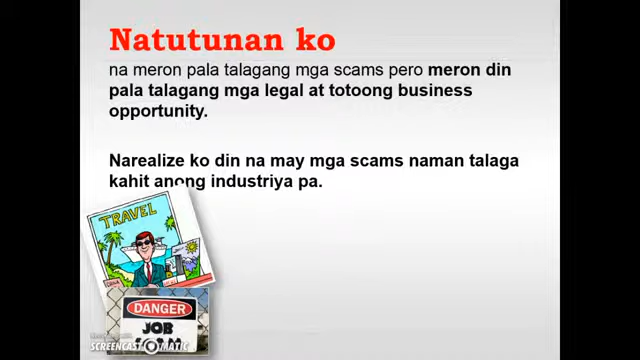 Natutunan ko
na meron pala talagang mga scams pero meron din
pala talagang mga legal at totoong business
opportunity.
Narealize ko din na may mga scams naman talaga
kahit anong industriya pa.
TRAVEL
DANGER
JOB
SCREENCAST-O-MATIC